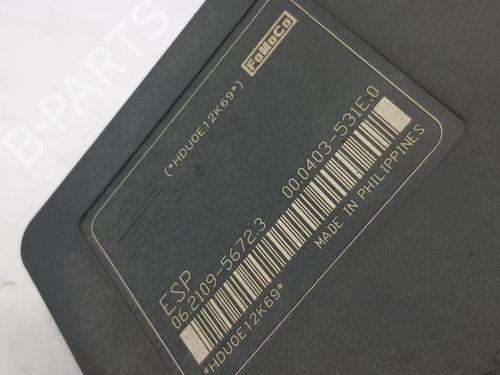 B-PARTS
(*HDU0E12K69*)
FoMoCo
ESP
06.2109-5672.3
00.0403-531E.0
*HDU0E12K69*
MADE IN PHILIPPINES